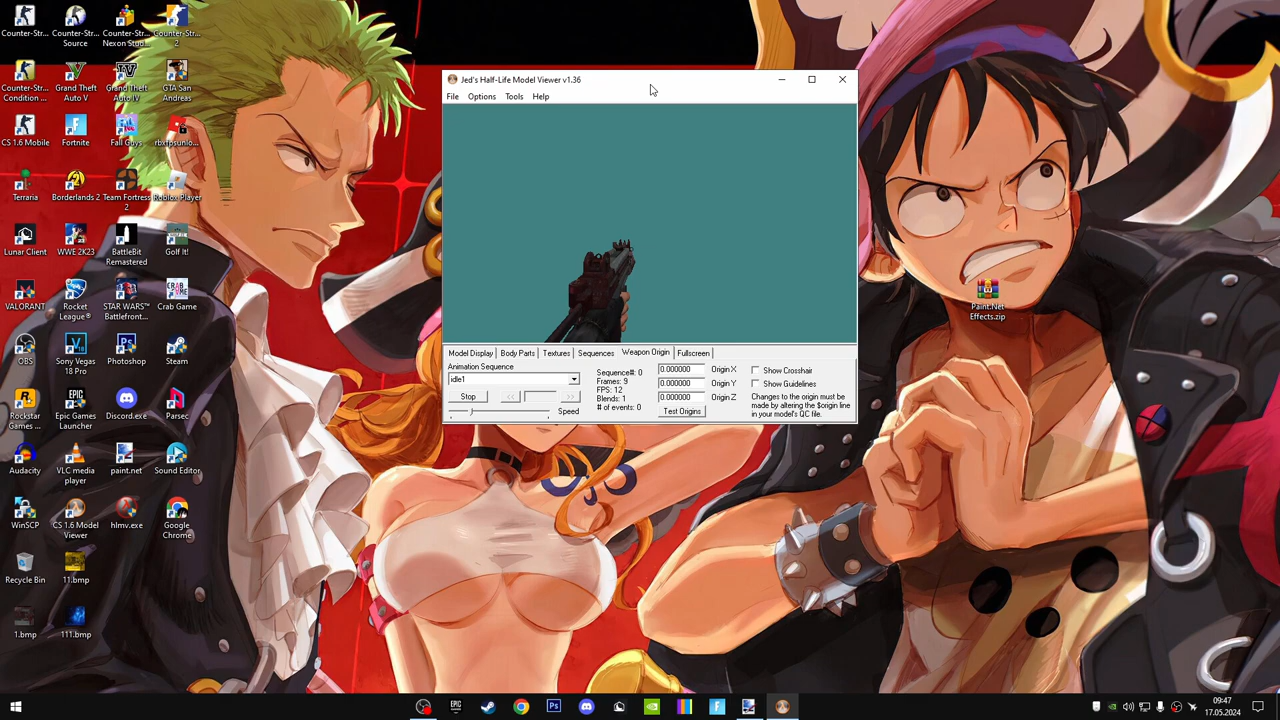 Counter-Str...
Counter-Str...
Source
Counter-Str...
Nexon Stud...
Counter-Str...
2
Counter-Str...
Condition ...
Grand Theft
Auto V
Grand Theft
Auto IV
GTA San
Andreas
CS 1.6 Mobile
Fortnite
Fall Guys
rbxfpsunlo...
Terraria
Borderlands 2
Team Fortress
2
Roblox Player
Lunar Client
WWE 2K23
BattleBit
Remastered
Golf It!
VALORANT
Rocket
League®
STAR WARS™
Battlefront...
Crab Game
OBS
Sony Vegas
18 Pro
Photoshop
Steam
Rockstar
Games ...
Epic Games
Launcher
Discord.exe
Parsec
Audacity
VLC media
player
paint.net
Sound Editor
WinSCP
CS 1.6 Model
Viewer
hlmv.exe
Google
Chrome
Recycle Bin
11.bmp
1.bmp
111.bmp
Jed's Half-Life Model Viewer v1.36
File Options Tools Help
Model Display Body Parts Textures Sequences Weapon Origin Fullscreen
Animation Sequence
idle1
Stop << >>
Speed
Sequence#: 0
Frames: 9
FPS: 12
Blends: 1
# of events: 0
0.000000 Origin X
0.000000 Origin Y
0.000000 Origin Z
Test Origins
Show Crosshair
Show Guidelines
Changes to the origin must be
made by altering the $origin line
in your model's QC file.
Paint.Net
Effects.zip
09:47
17.05.2024